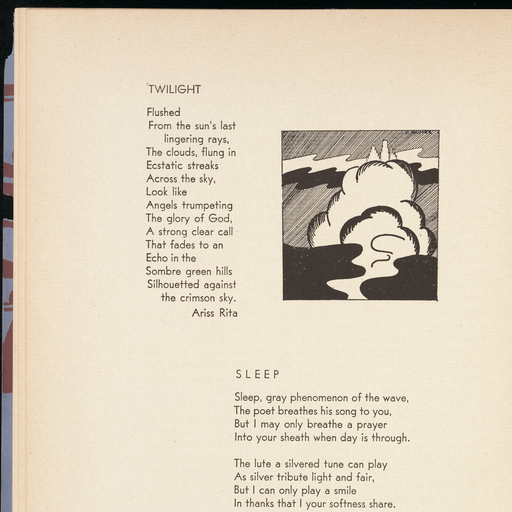 TWILIGHT
Flushed
From the sun's last
lingering rays,
The clouds, flung in
Ecstatic streaks
Across the sky,
Look like
Angels trumpeting
The glory of God,
A strong clear call
That fades to an
Echo in the
Sombre green hills
Silhouetted against
the crimson sky.
Ariss Rita
SLEEP
Sleep, gray phenomenon of the wave,
The poet breathes his song to you,
But I may only breathe a prayer
Into your sheath when day is through.
The lute a silvered tune can play
As silver tribute light and fair,
But I can only play a smile
In thanks that I your softness share.